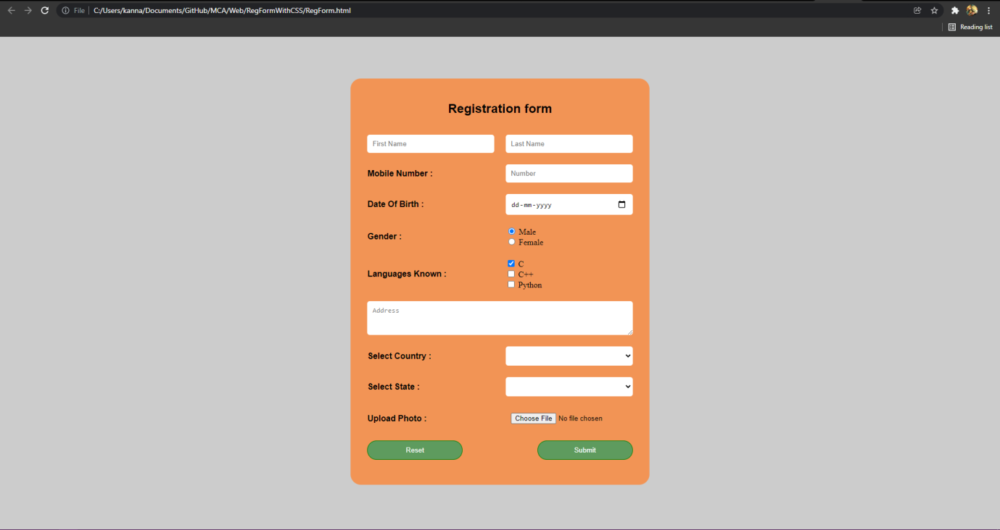 File C:/Users/kanna/Documents/GitHub/MCA/Web/RegFormWithCSS/RegForm.html
Reading list
Registration form
First Name Last Name
Mobile Number : Number
Date Of Birth : dd-mm-yyyy
Gender : Male
Female
Languages Known : C
C++
Python
Address
Select Country :
Select State :
Upload Photo : Choose File No file chosen
Reset Submit